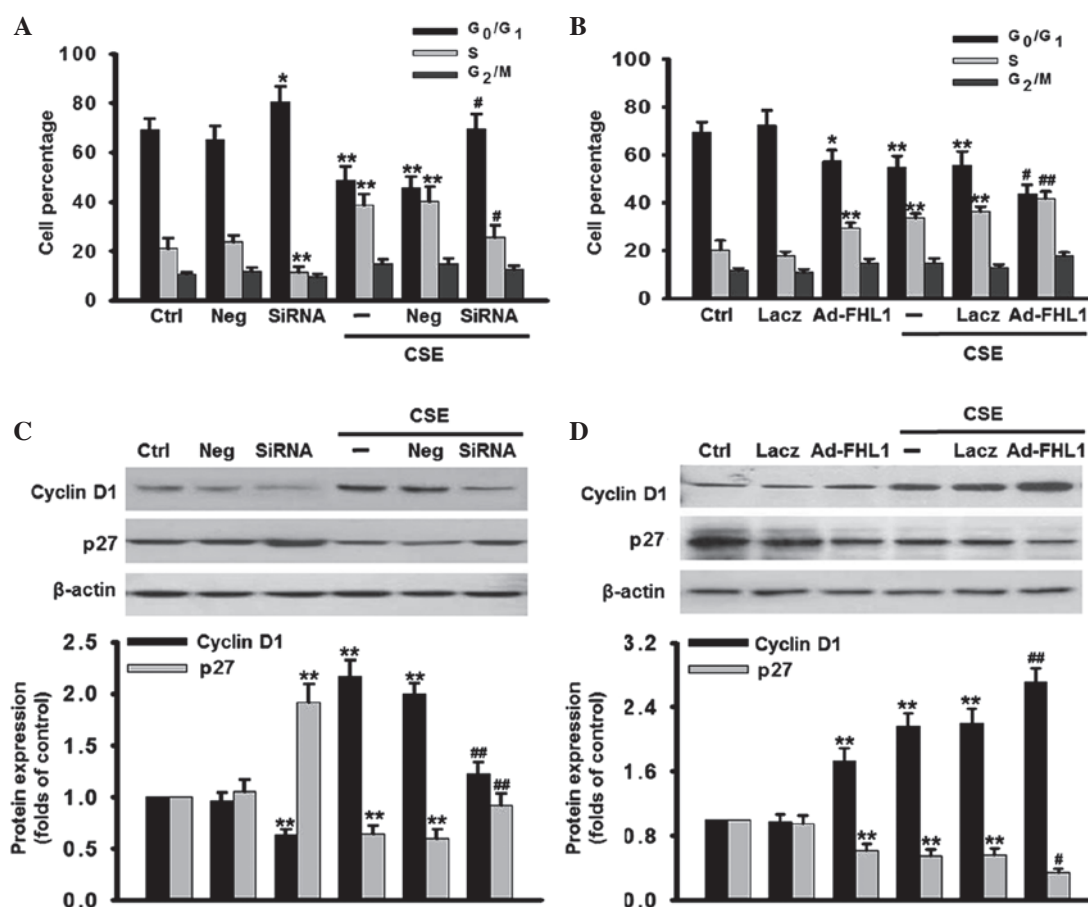 A
G0/G1
S
G2/M
Cell percentage
100
80
60
40
20
0
*
**
**
**
**
**
#
#
Ctrl Neg SiRNA – Neg SiRNA
CSE
B
G0/G1
S
G2/M
Cell percentage
100
80
60
40
20
0
*
**
**
**
**
**
#
##
Ctrl Lacz Ad-FHL1 – Lacz Ad-FHL1
CSE
C
CSE
Ctrl Neg SiRNA – Neg SiRNA
Cyclin D1
p27
β-actin
Cyclin D1
p27
Protein expression
(folds of control)
2.5
2.0
1.5
1.0
0.5
0.0
**
**
**
**
**
**
##
##
D
CSE
Ctrl Lacz Ad-FHL1 – Lacz Ad-FHL1
Cyclin D1
p27
β-actin
Cyclin D1
p27
Protein expression
(folds of control)
3.2
2.4
1.6
0.8
0.0
**
**
**
**
**
**
##
#